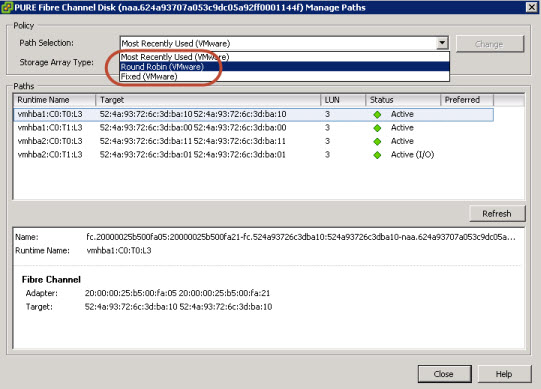 PURE Fibre Channel Disk (naa.624a93707a053c9dc05a92ff0001144f) Manage Paths
Policy
Path Selection: Most Recently Used (VMware) Change
Most Recently Used (VMware)
Storage Array Type: Round Robin (VMware)
Fixed (VMware)
Paths
Runtime Name Target LUN Status Preferred
vmhba1:C0:T0:L3 52:4a:93:72:6c:3d:ba:10 52:4a:93:72:6c:3d:ba:10 3 Active
vmhba1:C0:T1:L3 52:4a:93:72:6c:3d:ba:00 52:4a:93:72:6c:3d:ba:00 3 Active
vmhba2:C0:T0:L3 52:4a:93:72:6c:3d:ba:11 52:4a:93:72:6c:3d:ba:11 3 Active
vmhba2:C0:T1:L3 52:4a:93:72:6c:3d:ba:01 52:4a:93:72:6c:3d:ba:01 3 Active (I/O)
Refresh
Name: fc.20000025b500fa05:20000025b500fa21-fc.524a93726c3dba10:524a93726c3dba10-naa.624a93707a053c9dc05a...
Runtime Name: vmhba1:C0:T0:L3
Fibre Channel
Adapter: 20:00:00:25:b5:00:fa:05 20:00:00:25:b5:00:fa:21
Target: 52:4a:93:72:6c:3d:ba:10 52:4a:93:72:6c:3d:ba:10
Close Help